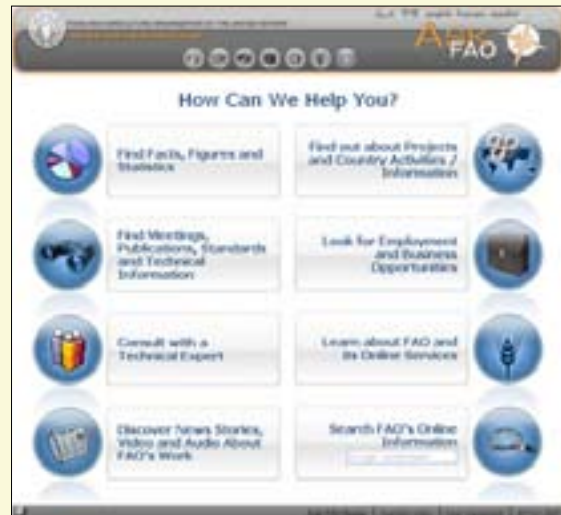 ASK
FAO
How Can We Help You?
Find Facts, Figures and
Statistics
Find out about Projects
and Country Activities /
Information
Find Meetings,
Publications, Standards
and Technical
Information
Look for Employment
and Business
Opportunities
Consult with a
Technical Expert
Learn about FAO and
its Online Services
Discover News Stories,
Video and Audio About
FAO's Work
Search FAO's Online
Information